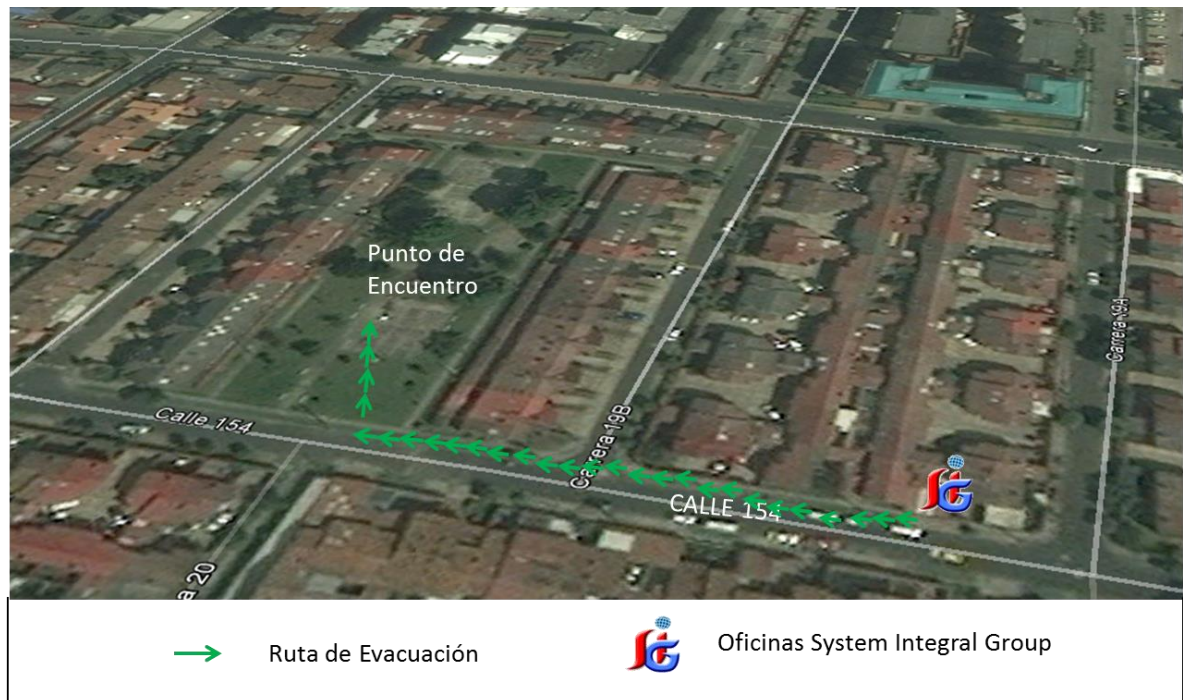 Punto de
Encuentro
Carrera 19A
Calle 154
Carrera 19B
CALLE 154
a 20
Ruta de Evacuación
Oficinas System Integral Group